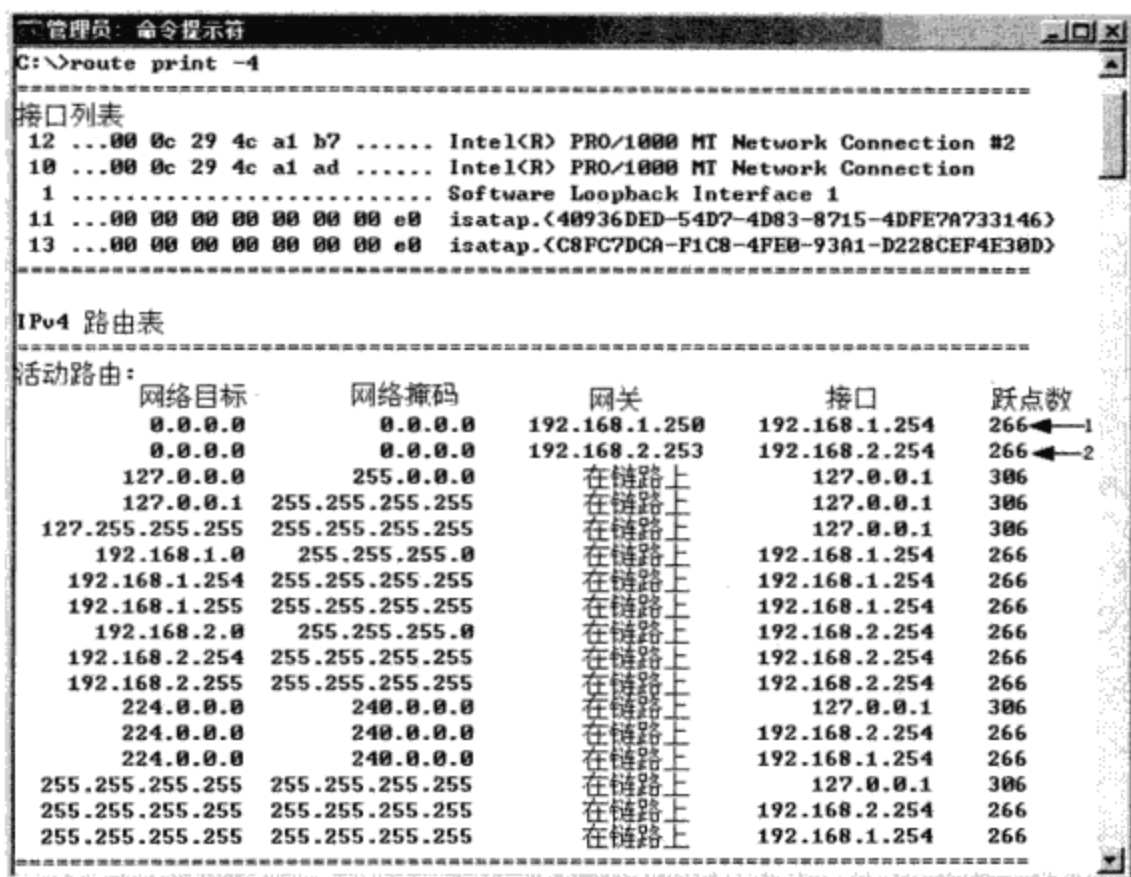 管理员: 命令提示符
C:\>route print -4
===========================================================================
接口列表
12 ...00 0c 29 4c a1 b7 ...... Intel(R) PRO/1000 MT Network Connection #2
10 ...00 0c 29 4c a1 ad ...... Intel(R) PRO/1000 MT Network Connection
1 ........................... Software Loopback Interface 1
11 ...00 00 00 00 00 00 00 e0 isatap.{40936DED-54D7-4D83-8715-4DFE7A733146}
13 ...00 00 00 00 00 00 00 e0 isatap.{C8FC7DCA-F1C8-4FE0-93A1-D228CEF4E30D}
===========================================================================
IPv4 路由表
===========================================================================
活动路由:
网络目标 网络掩码 网关 接口 跃点数
0.0.0.0 0.0.0.0 192.168.1.250 192.168.1.254 266 1
0.0.0.0 0.0.0.0 192.168.2.253 192.168.2.254 266 2
127.0.0.0 255.0.0.0 在链路上 127.0.0.1 306
127.0.0.1 255.255.255.255 在链路上 127.0.0.1 306
127.255.255.255 255.255.255.255 在链路上 127.0.0.1 306
192.168.1.0 255.255.255.0 在链路上 192.168.1.254 266
192.168.1.254 255.255.255.255 在链路上 192.168.1.254 266
192.168.1.255 255.255.255.255 在链路上 192.168.1.254 266
192.168.2.0 255.255.255.0 在链路上 192.168.2.254 266
192.168.2.254 255.255.255.255 在链路上 192.168.2.254 266
192.168.2.255 255.255.255.255 在链路上 192.168.2.254 266
224.0.0.0 240.0.0.0 在链路上 127.0.0.1 306
224.0.0.0 240.0.0.0 在链路上 192.168.2.254 266
224.0.0.0 240.0.0.0 在链路上 192.168.1.254 266
255.255.255.255 255.255.255.255 在链路上 127.0.0.1 306
255.255.255.255 255.255.255.255 在链路上 192.168.2.254 266
255.255.255.255 255.255.255.255 在链路上 192.168.1.254 266
===========================================================================